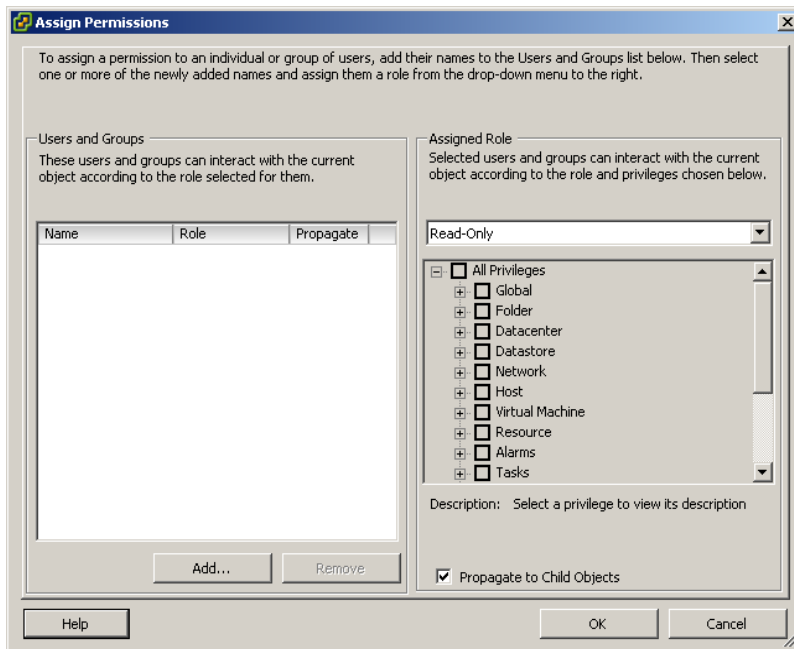 Assign Permissions
To assign a permission to an individual or group of users, add their names to the Users and Groups list below. Then select
one or more of the newly added names and assign them a role from the drop-down menu to the right.
Users and Groups
These users and groups can interact with the current
object according to the role selected for them.
Name Role Propagate
Add...
Remove
Assigned Role
Selected users and groups can interact with the current
object according to the role and privileges chosen below.
Read-Only
All Privileges
Global
Folder
Datacenter
Datastore
Network
Host
Virtual Machine
Resource
Alarms
Tasks
Description: Select a privilege to view its description
Propagate to Child Objects
Help
OK
Cancel